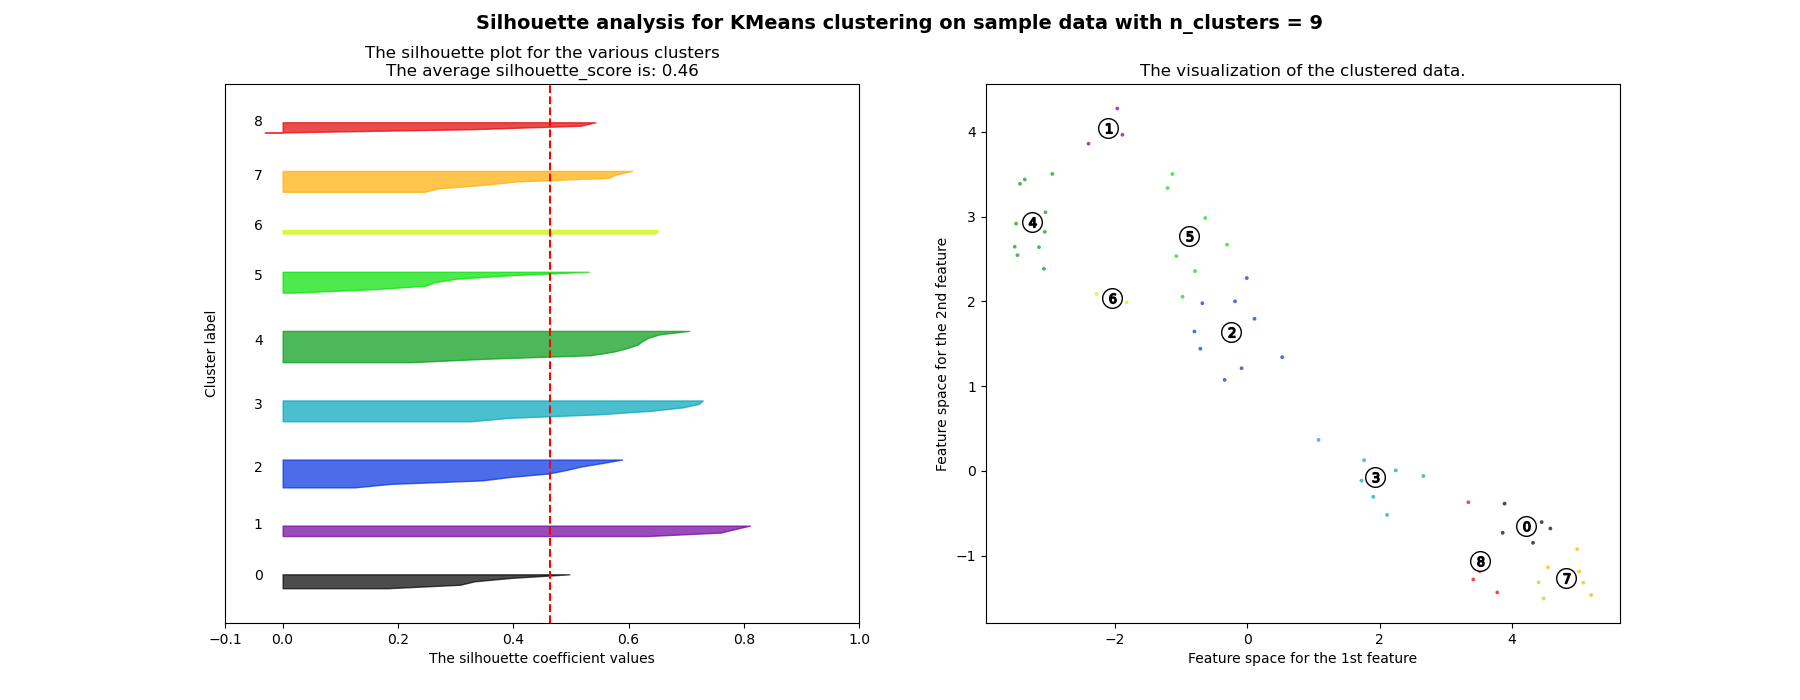 Silhouette analysis for KMeans clustering on sample data with n_clusters = 9
The silhouette plot for the various clusters
The average silhouette_score is: 0.46
8
7
6
5
4
3
2
1
0
Cluster label
−0.1 0.0 0.2 0.4 0.6 0.8 1.0
The silhouette coefficient values
The visualization of the clustered data.
4
3
2
1
0
−1
Feature space for the 2nd feature
1
4
5
6
2
3
0
8
7
−2 0 2 4
Feature space for the 1st feature